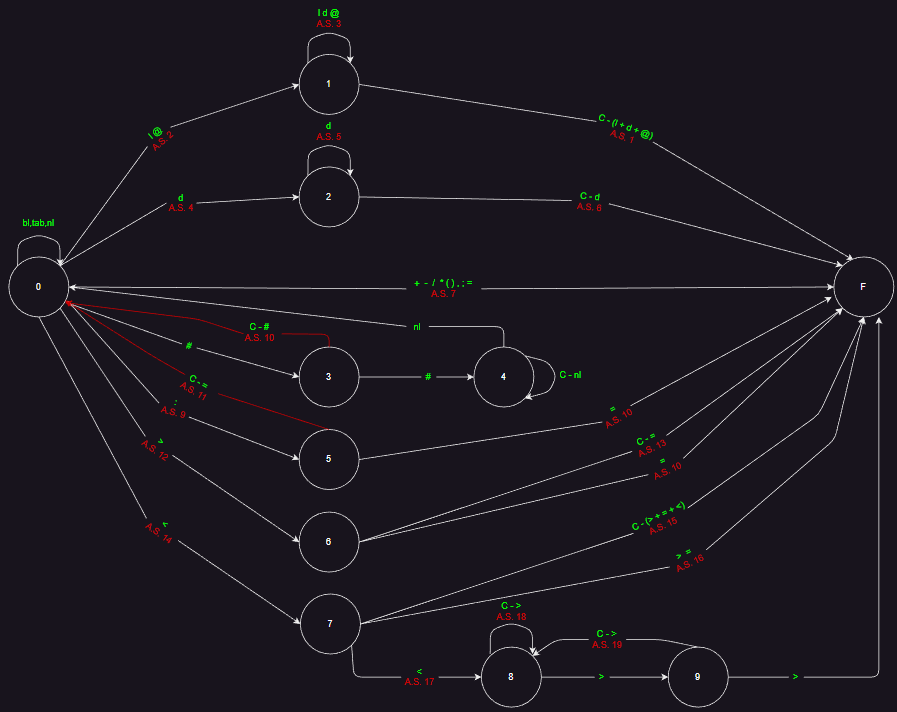 l d @
A.S. 3
1
l @
A.S. 2
C - (l + d + @)
A.S. 1
d
A.S. 5
2
d
A.S. 4
C - d
A.S. 6
bl,tab,nl
0
+ - / * ( ) , ; =
A.S. 7
F
C - #
A.S. 10
nl
#
3
#
4
C - nl
C - =
A.S. 11
:
A.S. 9
=
A.S. 10
5
>
A.S. 12
C - =
A.S. 13
=
A.S. 10
6
<
A.S. 14
C - (> + = + <)
A.S. 15
> =
A.S. 16
7
C - >
A.S. 18
C - >
A.S. 19
<
A.S. 17
8
>
9
>